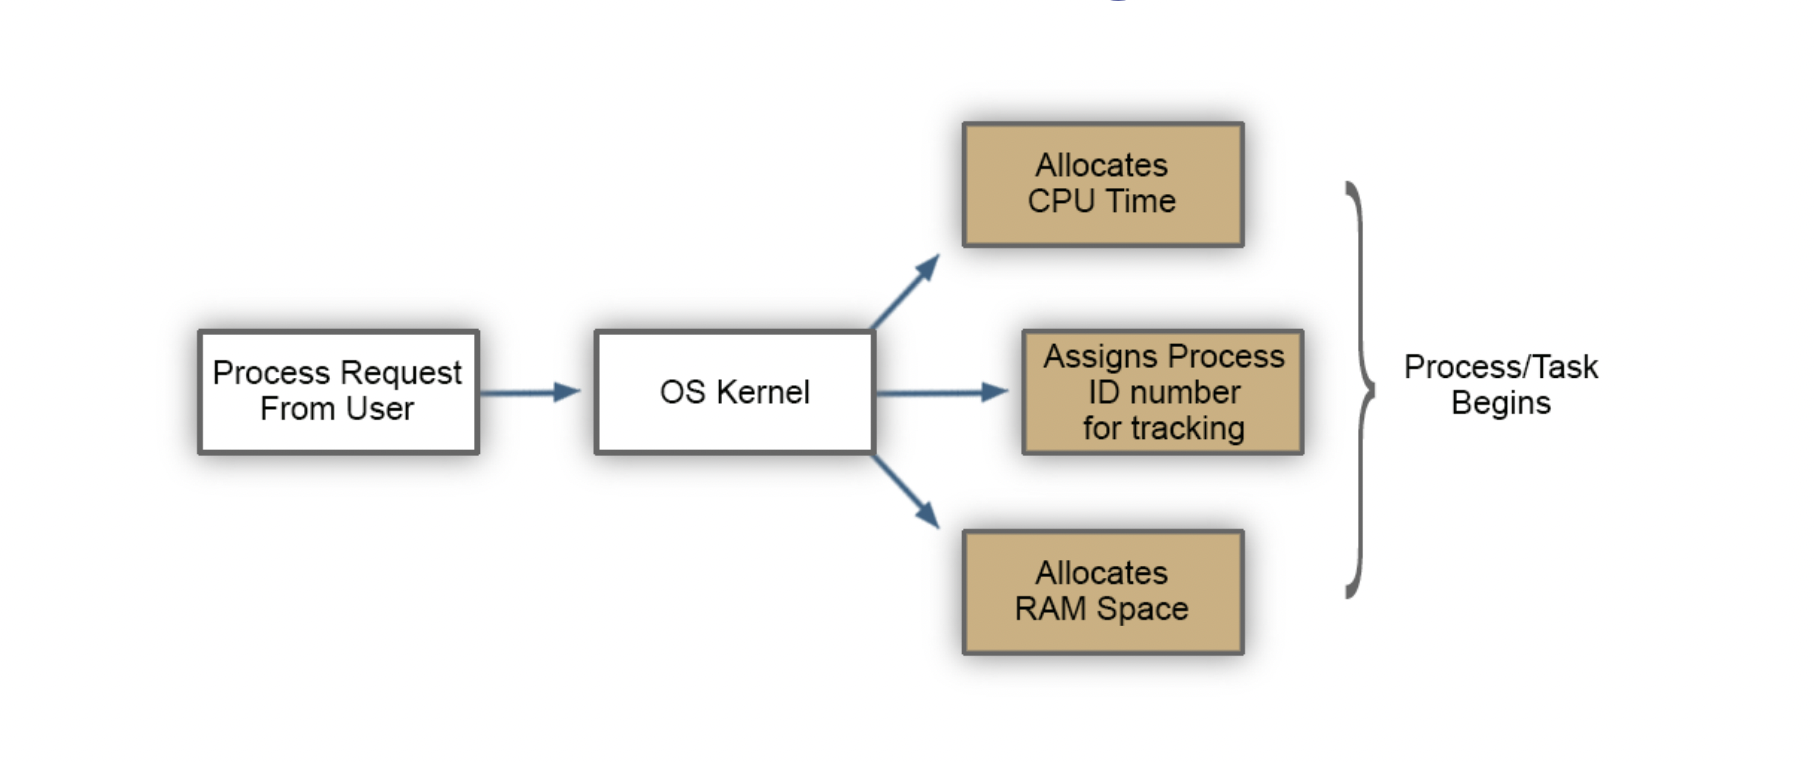 Process Request
From User
OS Kernel
Allocates
CPU Time
Assigns Process
ID number
for tracking
Allocates
RAM Space
Process/Task
Begins